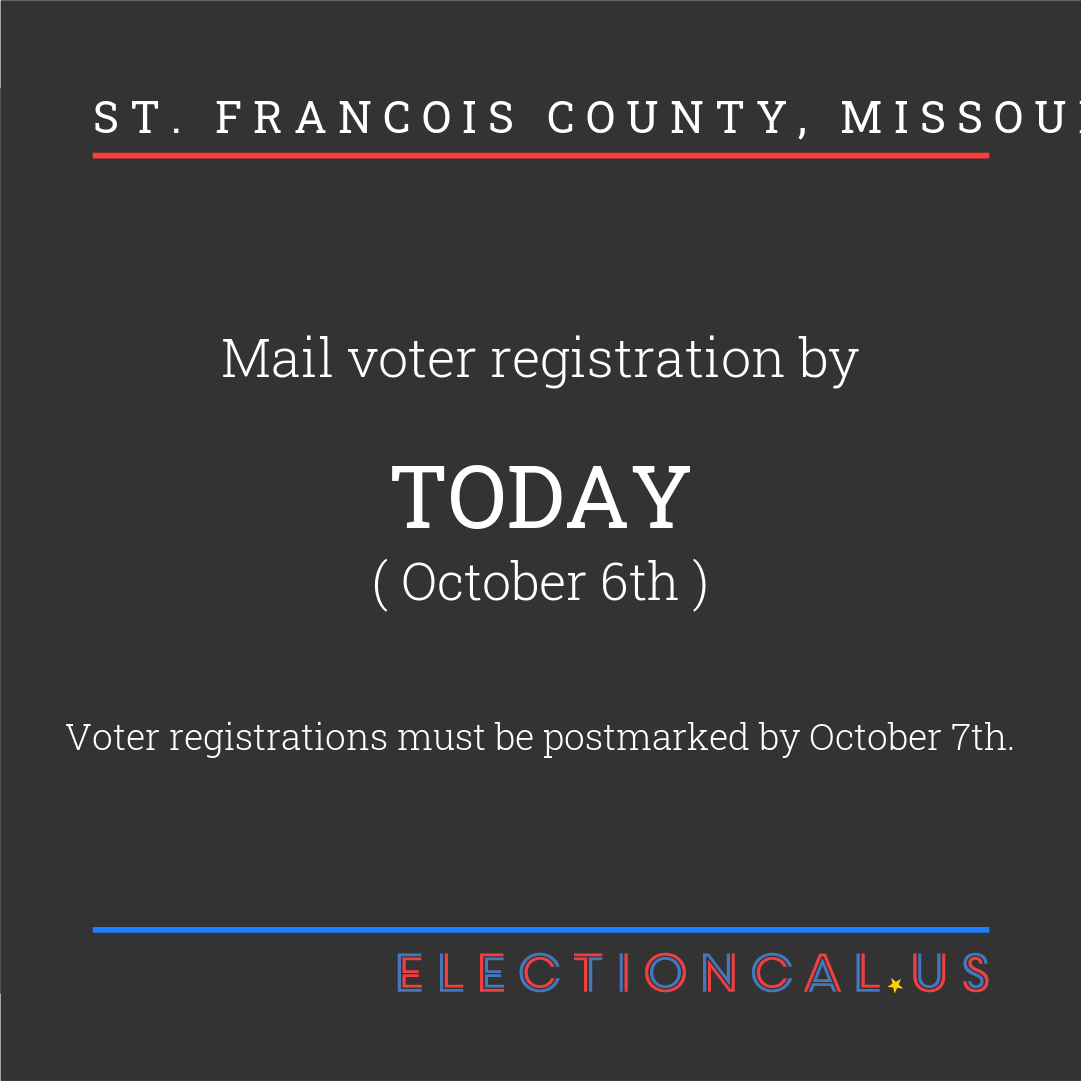 ST. FRANCOIS COUNTY, MISSOU
Mail voter registration by
TODAY
( October 6th )
Voter registrations must be postmarked by October 7th.
ELECTIONCAL.US